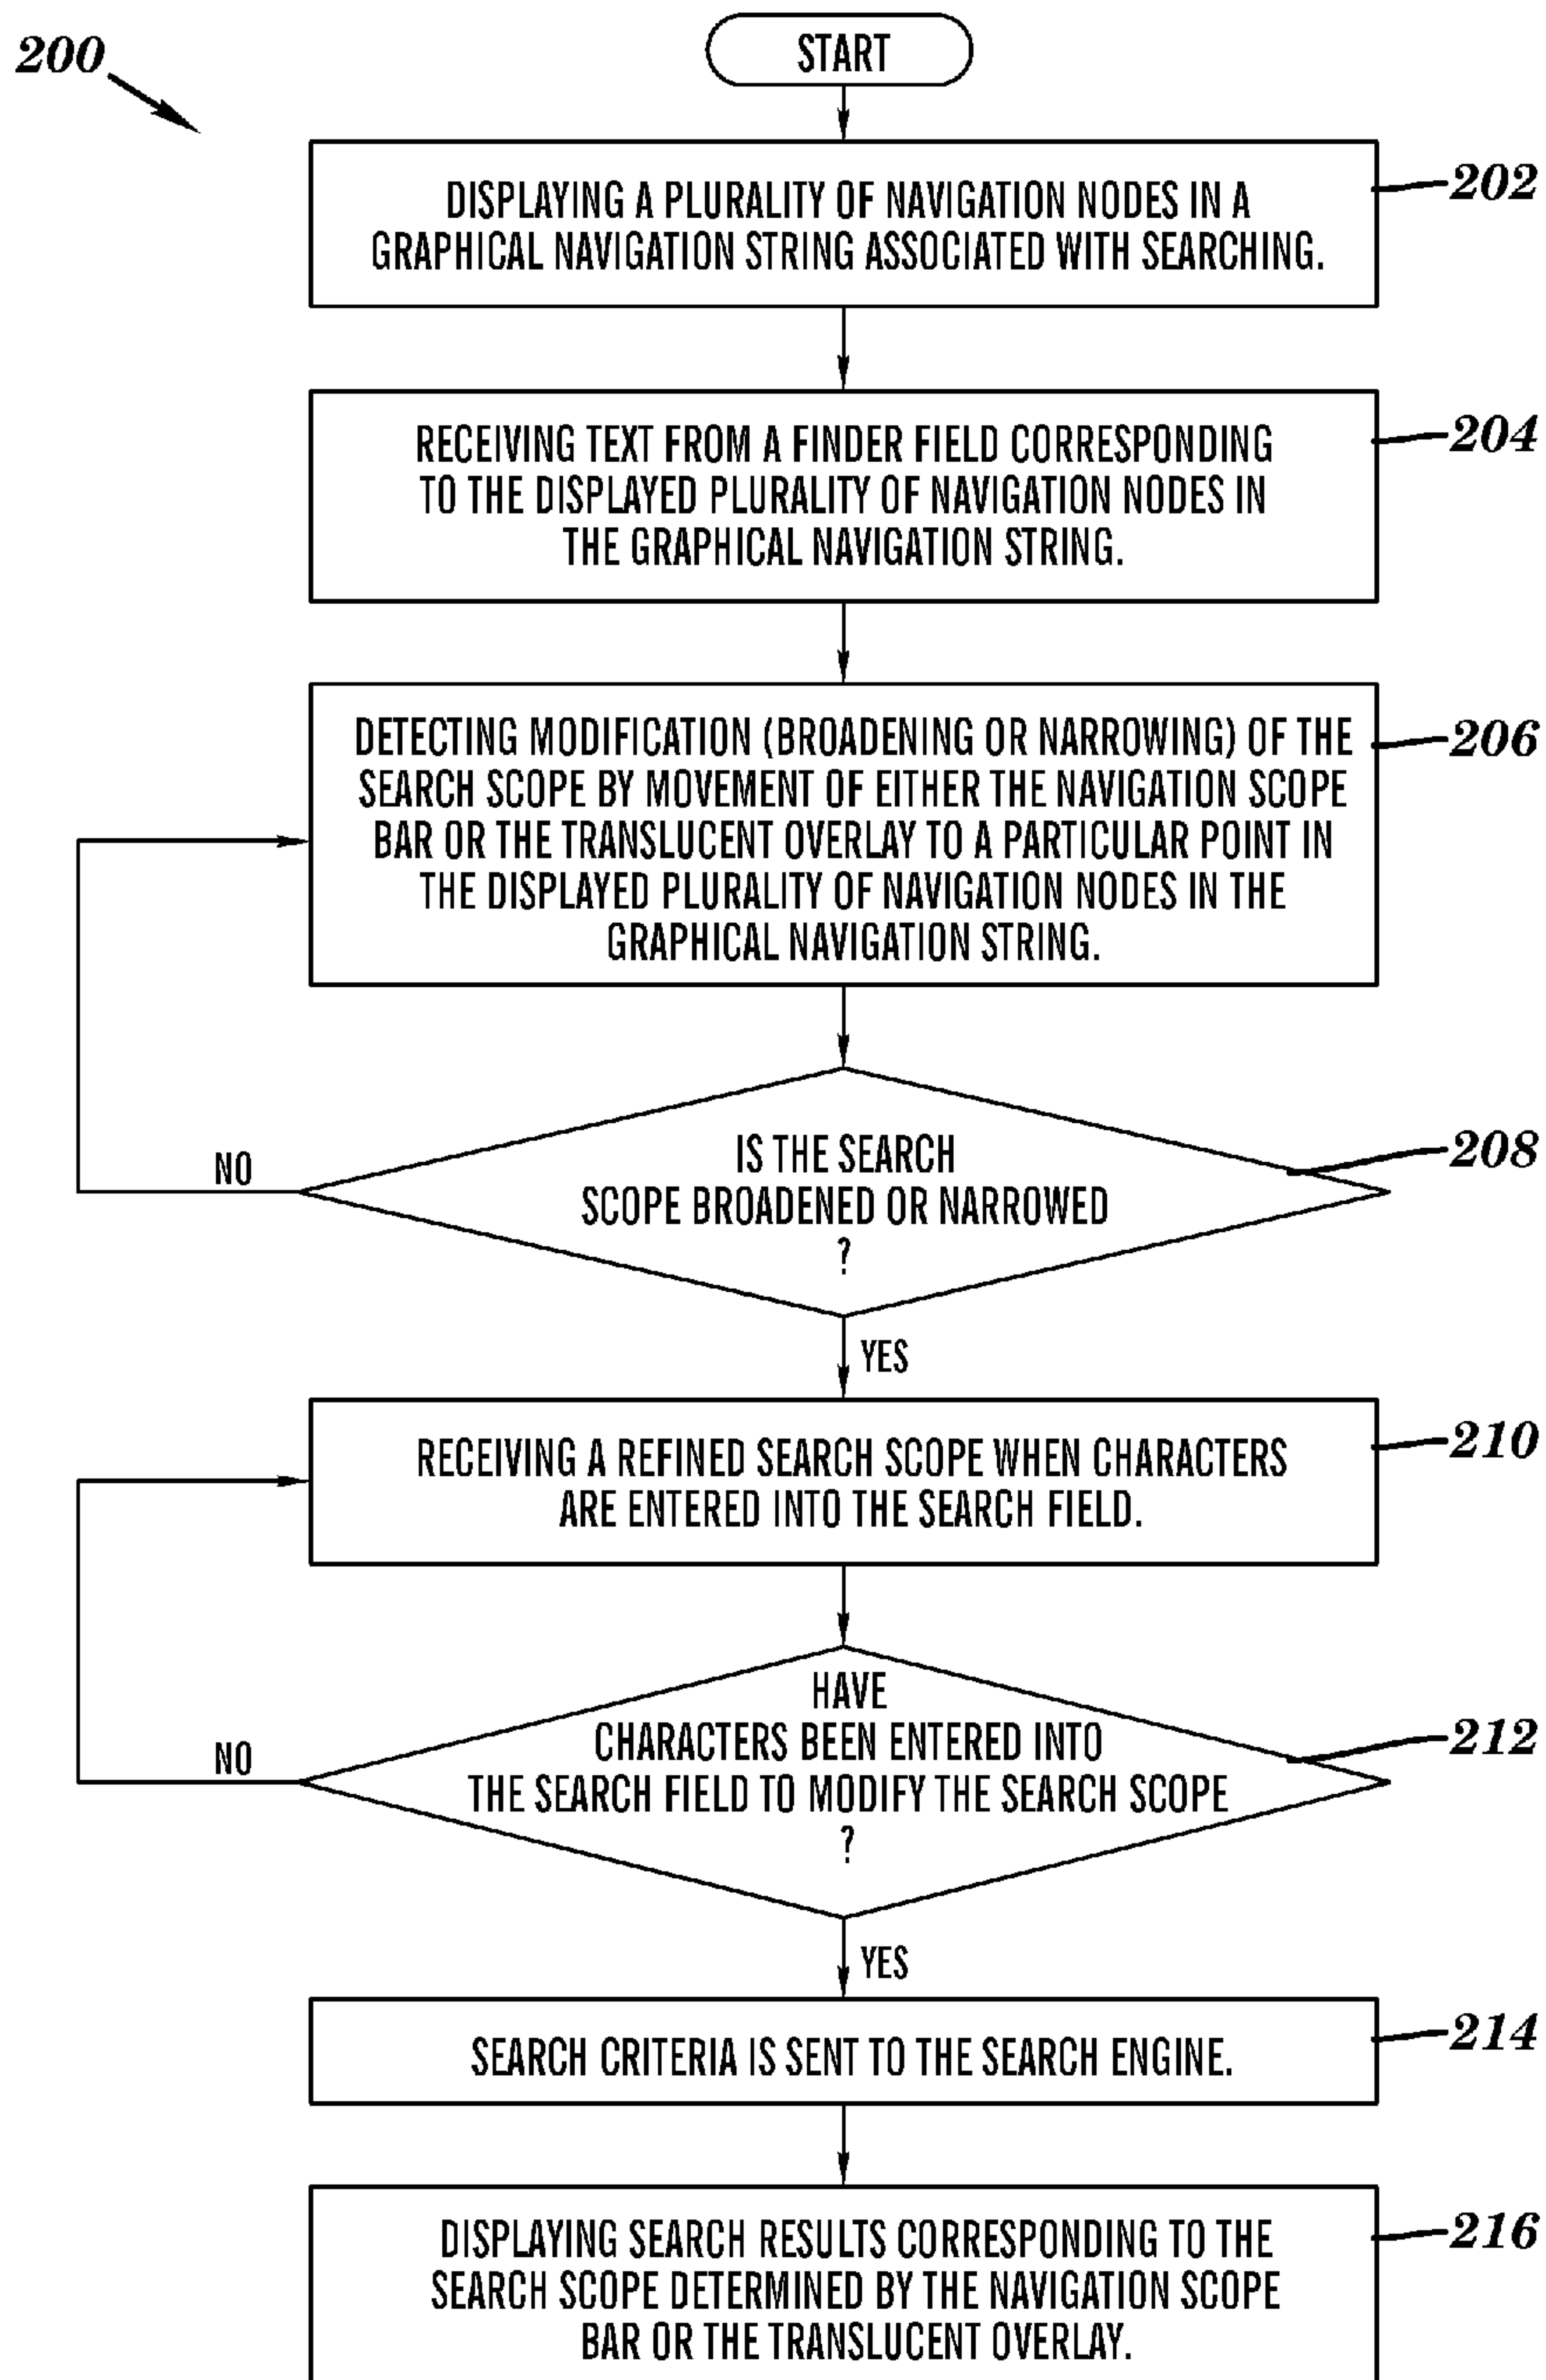 200
START
DISPLAYING A PLURALITY OF NAVIGATION NODES IN A
GRAPHICAL NAVIGATION STRING ASSOCIATED WITH SEARCHING.
202
RECEIVING TEXT FROM A FINDER FIELD CORRESPONDING
TO THE DISPLAYED PLURALITY OF NAVIGATION NODES IN
THE GRAPHICAL NAVIGATION STRING.
204
DETECTING MODIFICATION (BROADENING OR NARROWING) OF THE
SEARCH SCOPE BY MOVEMENT OF EITHER THE NAVIGATION SCOPE
BAR OR THE TRANSLUCENT OVERLAY TO A PARTICULAR POINT IN
THE DISPLAYED PLURALITY OF NAVIGATION NODES IN THE
GRAPHICAL NAVIGATION STRING.
206
IS THE SEARCH
SCOPE BROADENED OR NARROWED
?
208
NO
YES
RECEIVING A REFINED SEARCH SCOPE WHEN CHARACTERS
ARE ENTERED INTO THE SEARCH FIELD.
210
HAVE
CHARACTERS BEEN ENTERED INTO
THE SEARCH FIELD TO MODIFY THE SEARCH SCOPE
?
212
NO
YES
SEARCH CRITERIA IS SENT TO THE SEARCH ENGINE.
214
DISPLAYING SEARCH RESULTS CORRESPONDING TO THE
SEARCH SCOPE DETERMINED BY THE NAVIGATION SCOPE
BAR OR THE TRANSLUCENT OVERLAY.
216